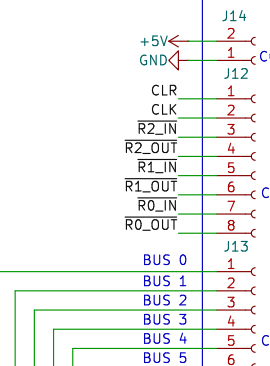 J14
+5V 2
GND 1
J12
CLR 1
CLK 2
R2_IN 3
R2_OUT 4
R1_IN 5
R1_OUT 6
R0_IN 7
R0_OUT 8
J13
BUS 0 1
BUS 1 2
BUS 2 3
BUS 3 4
BUS 4 5
BUS 5 6